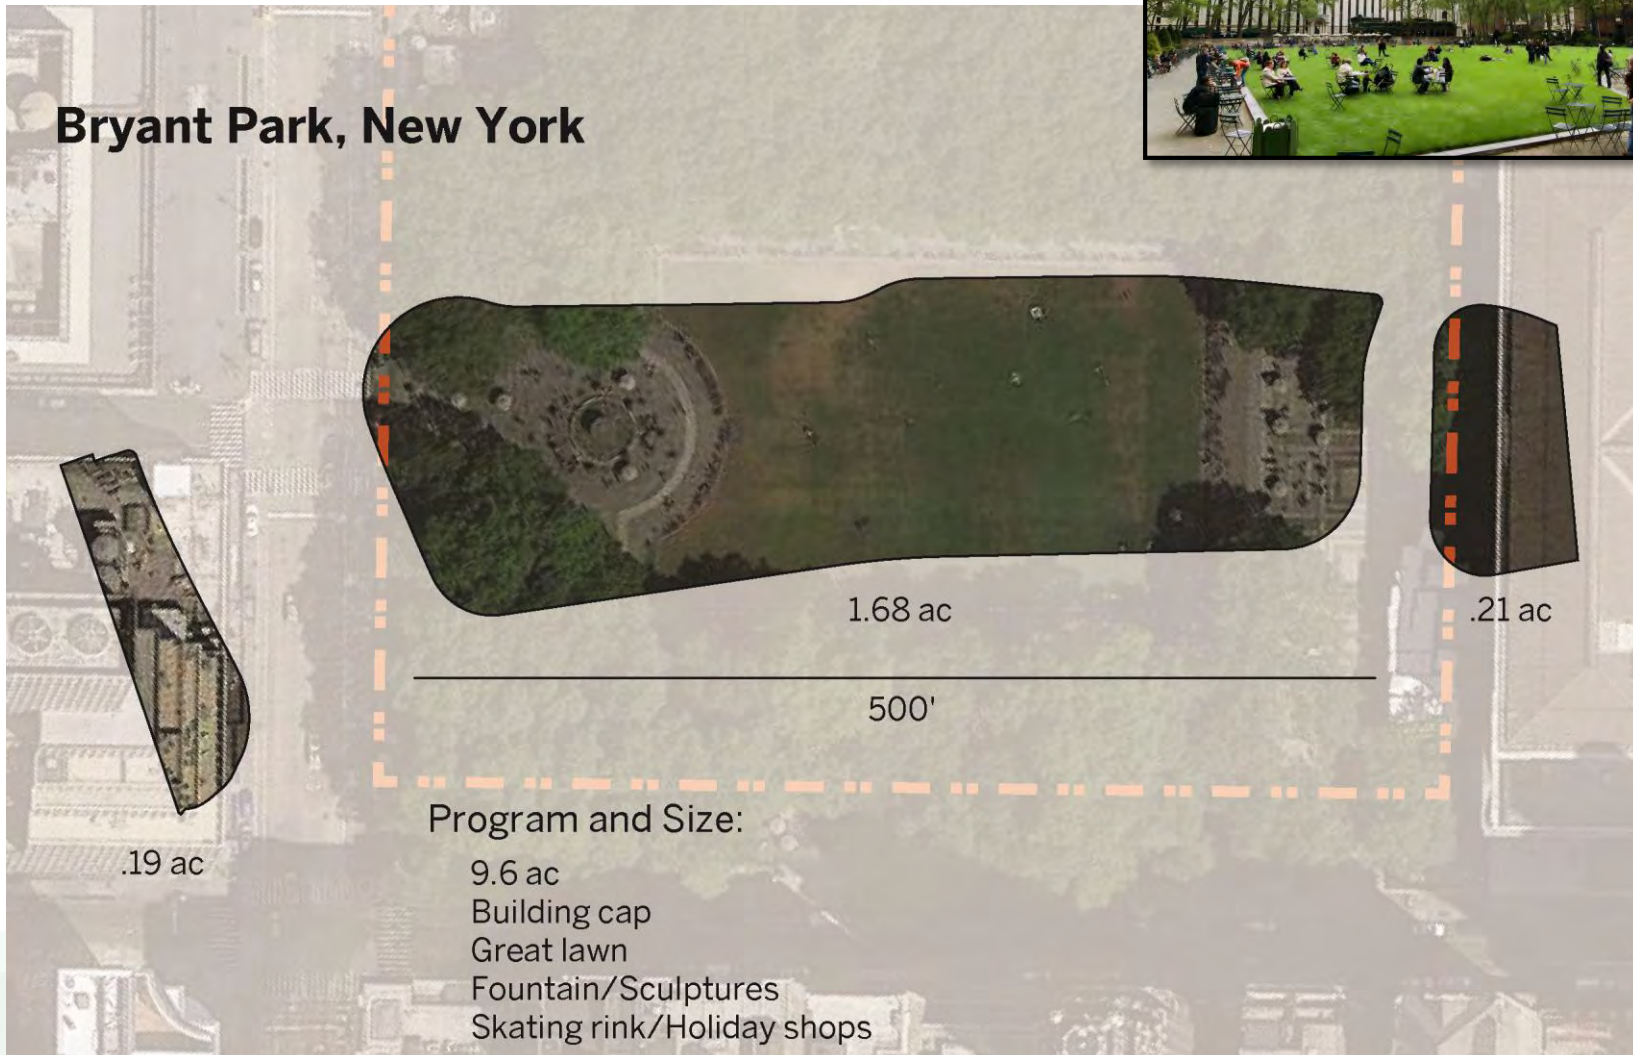 Bryant Park, New York
1.68 ac
.21 ac
500'
.19 ac
Program and Size:
9.6 ac
Building cap
Great lawn
Fountain/Sculptures
Skating rink/Holiday shops